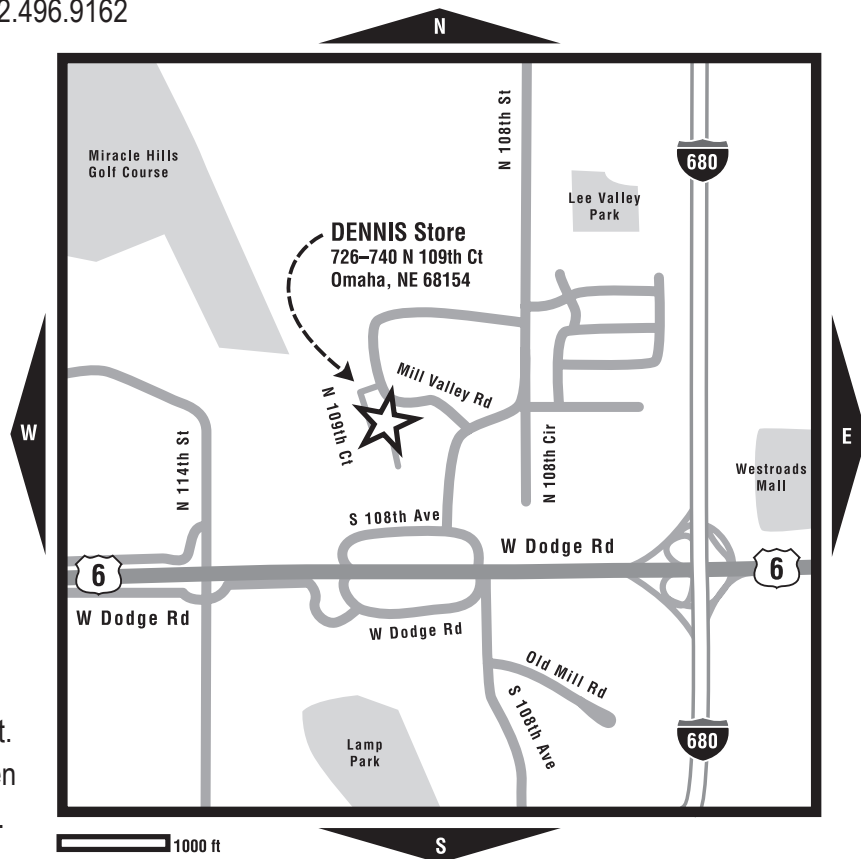 2.496.9162
N
N 108th St
680
Miracle Hills
Golf Course
Lee Valley
Park
DENNIS Store
726–740 N 109th Ct
Omaha, NE 68154
Mill Valley Rd
N 109th Ct
W
E
N 114th St
N 108th Cir
Westroads
Mall
S 108th Ave
W Dodge Rd
6
6
W Dodge Rd
W Dodge Rd
Old Mill Rd
S 108th Ave
t.
Lamp
Park
680
en
.
1000 ft
S